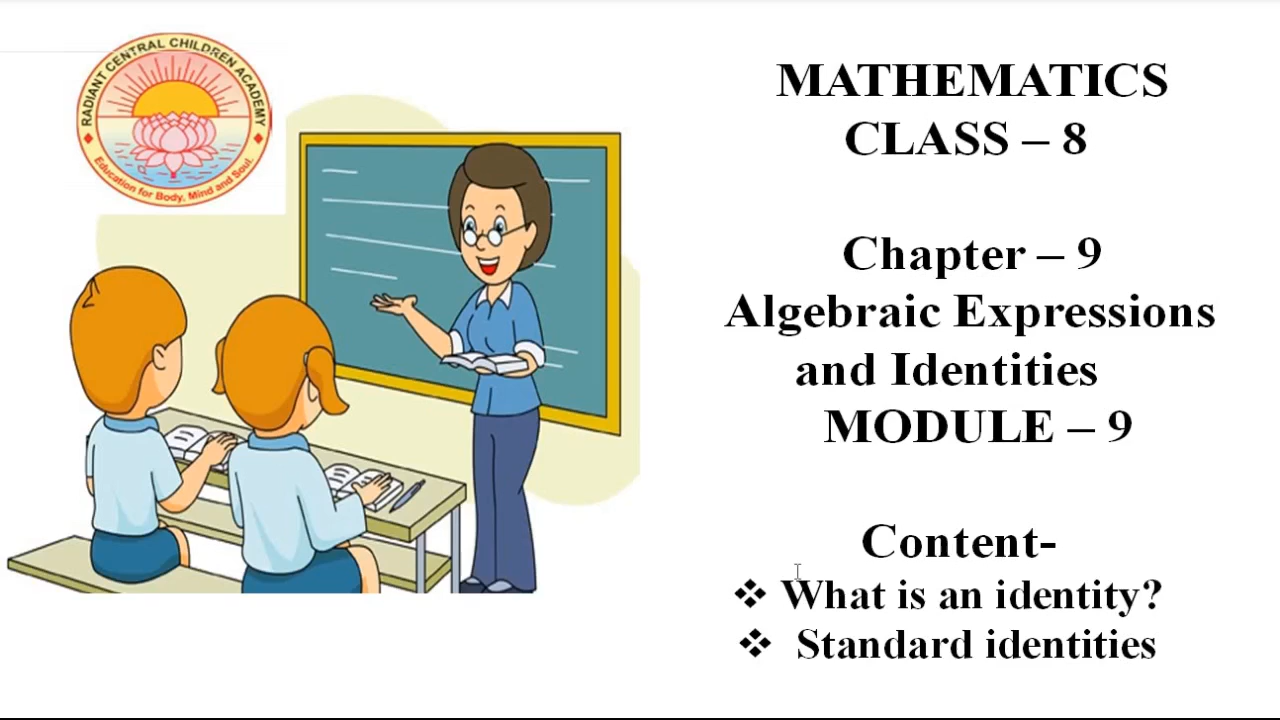 RADIANT CENTRAL CHILDREN ACADEMY
Education for Body, Mind and Soul.
MATHEMATICS
CLASS – 8
Chapter – 9
Algebraic Expressions
and Identities
MODULE – 9
Content-
❖ What is an identity?
❖ Standard identities